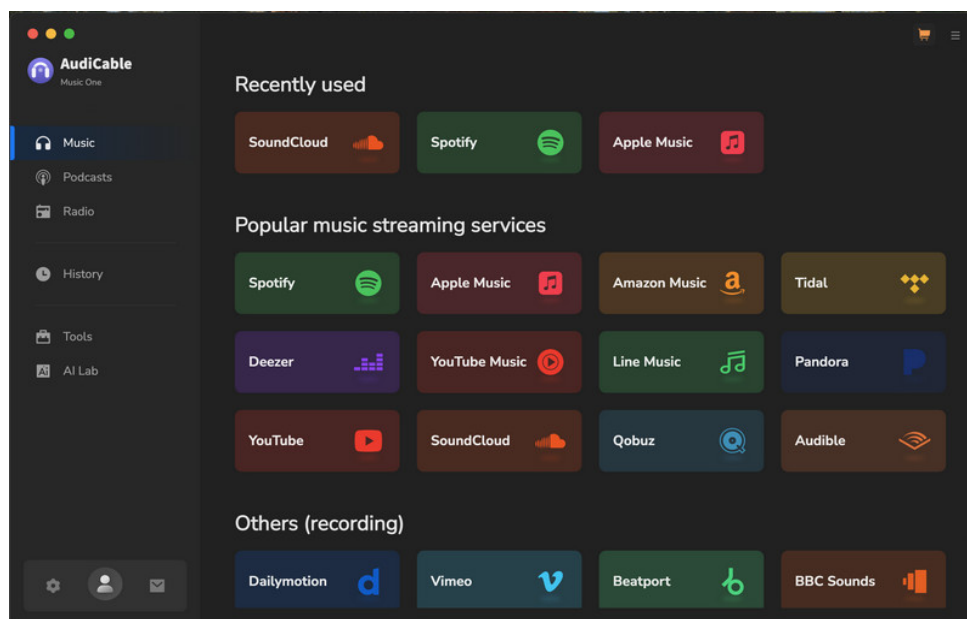 AudiCable
Music One
Music
Podcasts
Radio
History
Tools
AI Lab
Recently used
SoundCloud
Spotify
Apple Music
Popular music streaming services
Spotify
Apple Music
Amazon Music
Tidal
Deezer
YouTube Music
Line Music
Pandora
YouTube
SoundCloud
Qobuz
Audible
Others (recording)
Dailymotion
Vimeo
Beatport
BBC Sounds